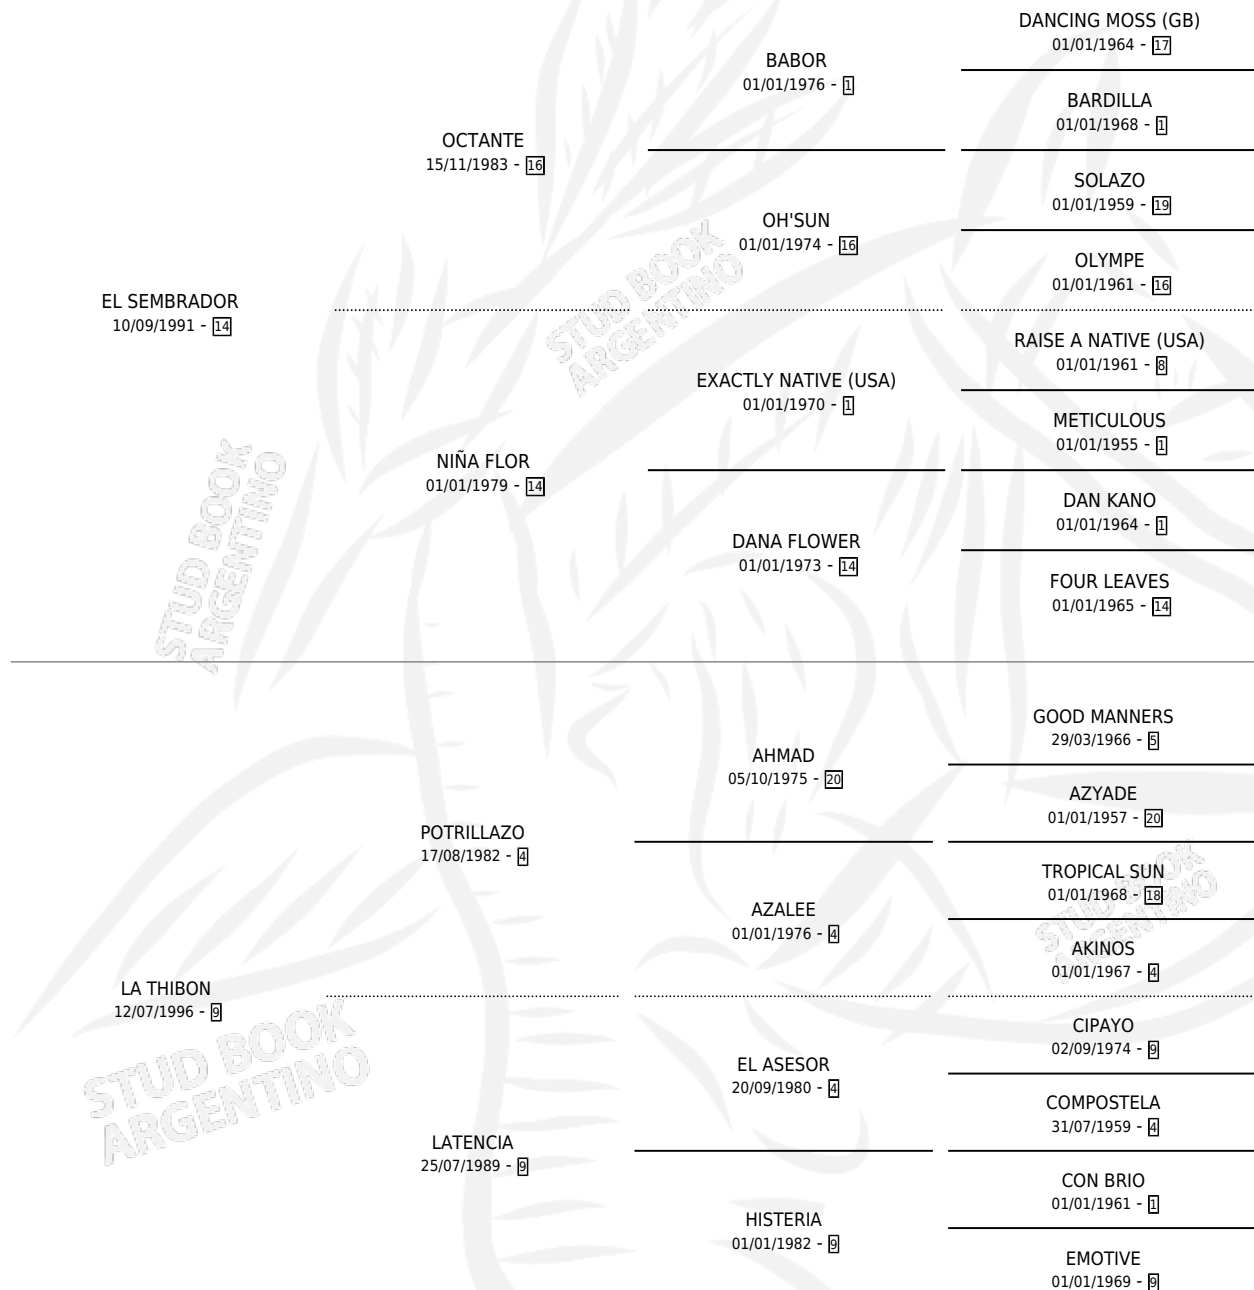 DANCING MOSS (GB)
01/01/1964 - 17
BABOR
01/01/1976 - 1
BARDILLA
01/01/1968 - 1
OCTANTE
15/11/1983 - 16
SOLAZO
01/01/1959 - 19
OH'SUN
01/01/1974 - 16
OLYMPE
01/01/1961 - 16
EL SEMBRADOR
10/09/1991 - 14
STUD BOOK
ARGENTINO
RAISE A NATIVE (USA)
01/01/1961 - 8
EXACTLY NATIVE (USA)
01/01/1970 - 1
METICULOUS
01/01/1955 - 1
NIÑA FLOR
01/01/1979 - 14
DAN KANO
01/01/1964 - 1
DANA FLOWER
01/01/1973 - 14
FOUR LEAVES
01/01/1965 - 14
STUD BOOK
ARGENTINO
GOOD MANNERS
29/03/1966 - 5
AHMAD
05/10/1975 - 20
AZYADE
01/01/1957 - 20
POTRILLAZO
17/08/1982 - 4
TROPICAL SUN
01/01/1968 - 18
AZALEE
01/01/1976 - 4
STUD BOOK
ARGENTINO
AKINOS
01/01/1967 - 4
LA THIBON
12/07/1996 - 9
CIPAYO
02/09/1974 - 9
EL ASESOR
20/09/1980 - 4
COMPOSTELA
31/07/1959 - 4
STUD BOOK
ARGENTINO
LATENCIA
25/07/1989 - 9
CON BRIO
01/01/1961 - 1
HISTERIA
01/01/1982 - 9
EMOTIVE
01/01/1969 - 9